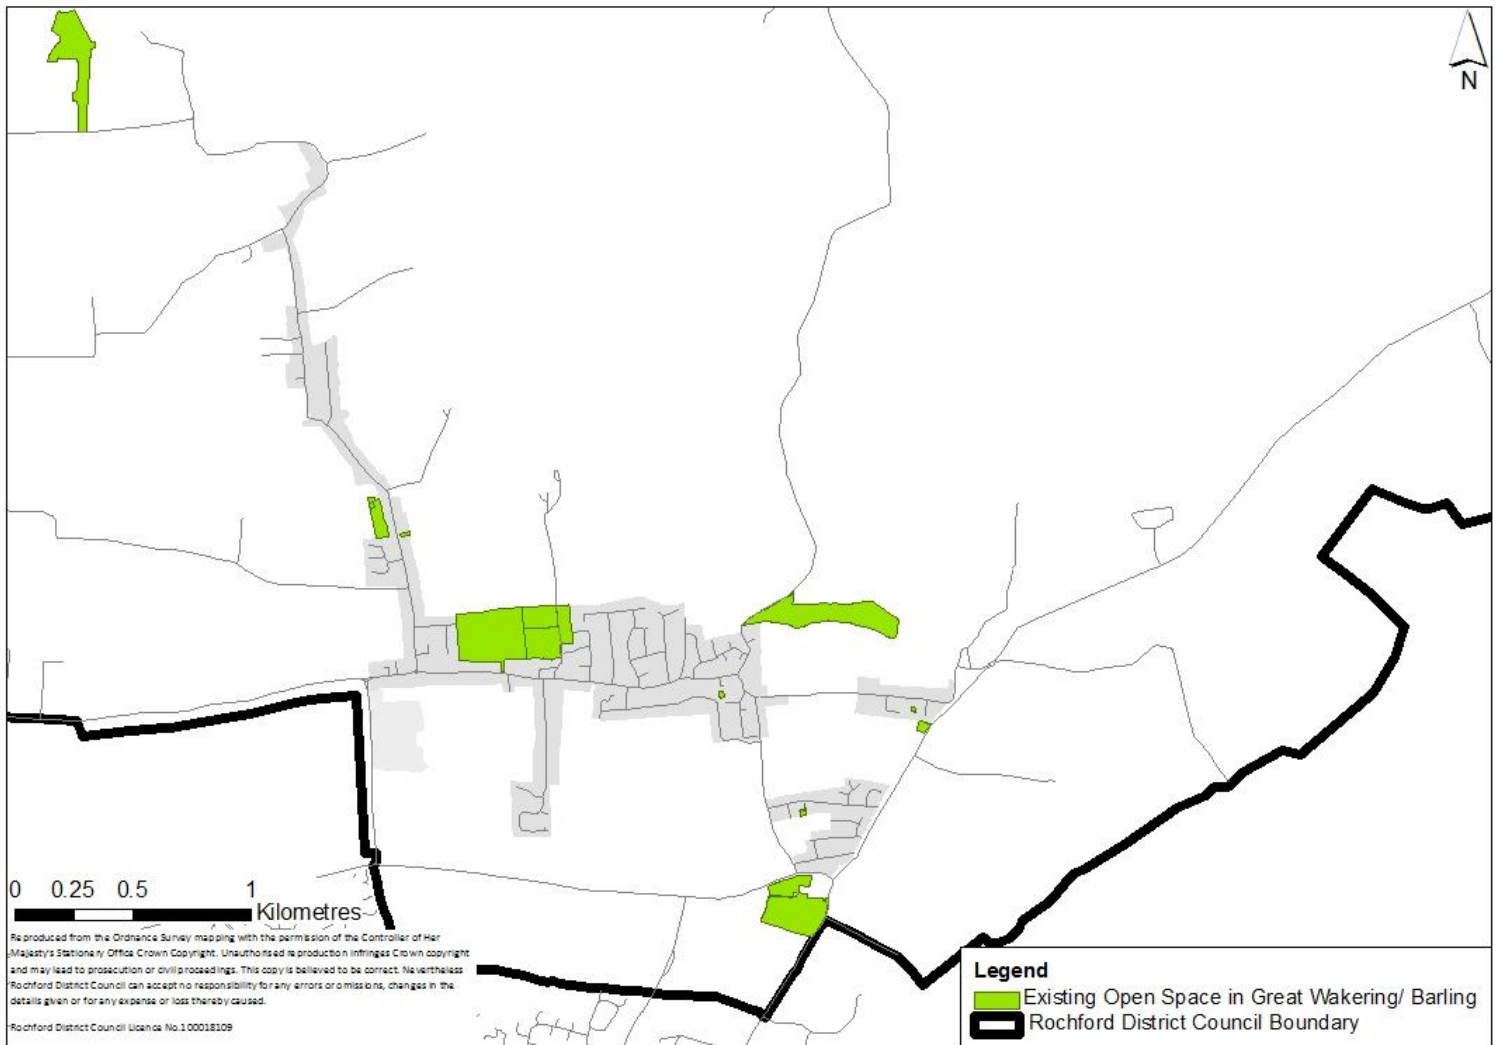 N
0 0.25 0.5 1
Kilometres
Reproduced from the Ordnance Survey mapping with the permission of the Controller of Her
Majesty's Stationery Office Crown Copyright. Unauthorised reproduction infringes Crown copyright
and may lead to prosecution or civil proceedings. This copy is believed to be correct. Nevertheless
Rochford District Council can accept no responsibility for any errors or omissions, changes in the
details given or for any expense or loss thereby caused.
Rochford District Council Licence No.100018109
Legend
Existing Open Space in Great Wakering/ Barling
Rochford District Council Boundary